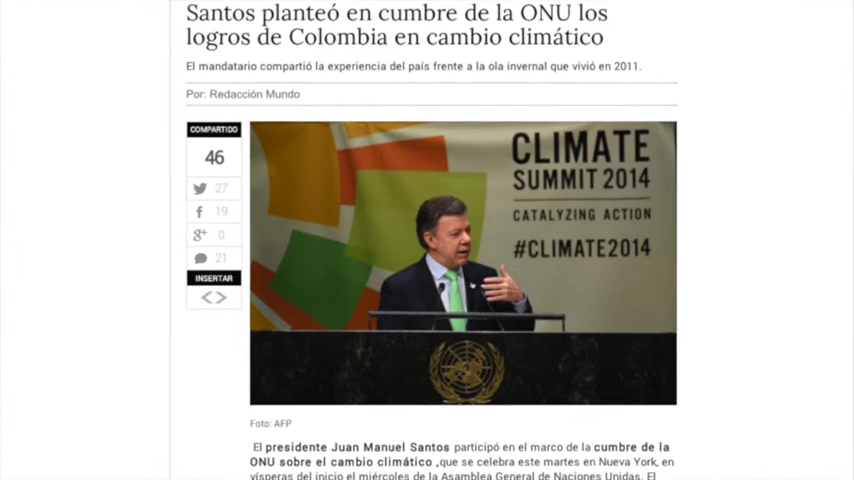 Santos planteó en cumbre de la ONU los
logros de Colombia en cambio climático
El mandatario compartió la experiencia del país frente a la ola invernal que vivió en 2011.
Por: Redacción Mundo
COMPARTIDO
46
27
19
0
21
INSERTAR
CLIMATE
SUMMIT 2014
CATALYZING ACTION
#CLIMATE2014
Foto: AFP
El presidente Juan Manuel Santos participó en el marco de la cumbre de la
ONU sobre el cambio climático ,que se celebra este martes en Nueva York, en
vísperas del inicio el miércoles de la Asamblea General de Naciones Unidas. El